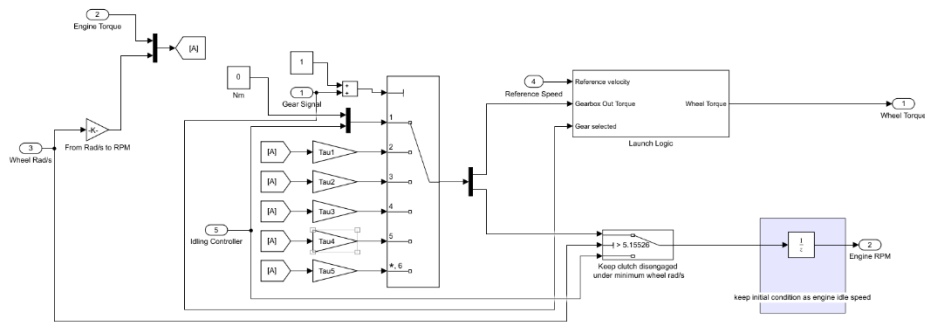 2
Engine Torque
[A]
-K-
From Rad/s to RPM
3
Wheel Rad/s
0
Nm
1
1
Gear Signal
+
+
1
2
3
4
5
*, 6
[A]
Tau1
[A]
Tau2
[A]
Tau3
[A]
Tau4
[A]
Tau5
5
Idling Controller
4
Reference Speed
Reference velocity
Gearbox Out Torque
Gear selected
Wheel Torque
Launch Logic
1
Wheel Torque
> 5.15526
Keep clutch disengaged
under minimum wheel rad/s
1
2
Engine RPM
keep initial condition as engine idle speed